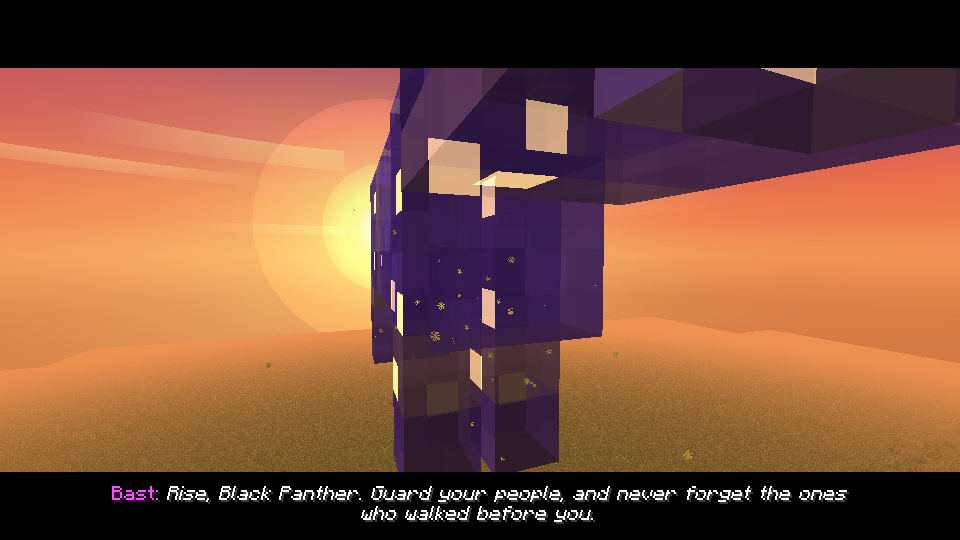 Bast: Rise, Black Panther. Guard your people, and never forget the ones
who walked before you.